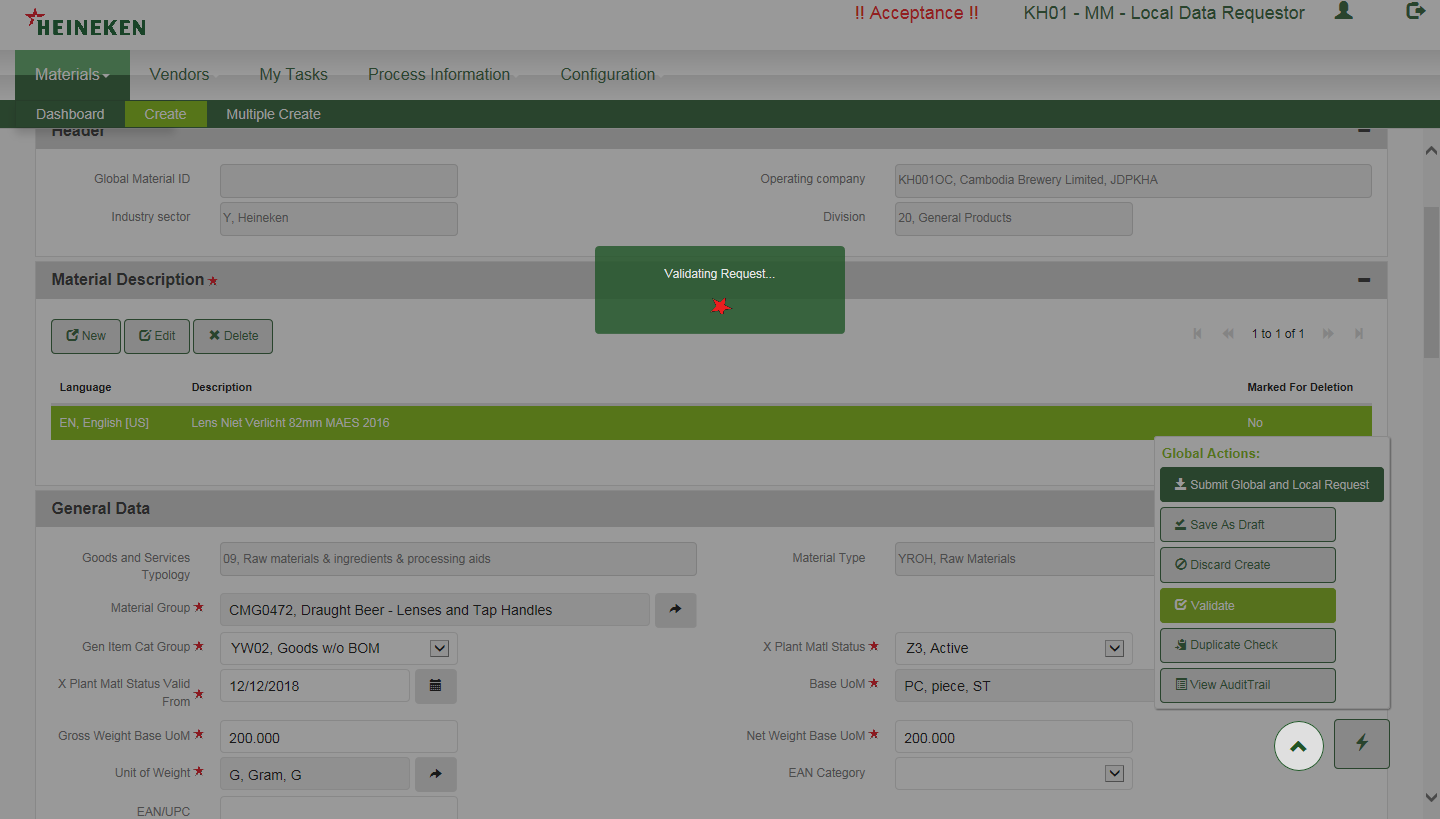 HEINEKEN
!! Acceptance !!
KH01 - MM - Local Data Requestor
Materials
Vendors
My Tasks
Process Information
Configuration
Dashboard
Create
Multiple Create
Header
Global Material ID
Operating company
KH001OC, Cambodia Brewery Limited, JDPKHA
Industry sector
Y, Heineken
Division
20, General Products
Validating Request...
Material Description
New
Edit
Delete
1 to 1 of 1
Language
Description
Marked For Deletion
EN, English [US]
Lens Niet Verlicht 82mm MAES 2016
No
Global Actions:
Submit Global and Local Request
Save As Draft
Discard Create
Validate
Duplicate Check
View AuditTrail
General Data
Goods and Services
Typology
09, Raw materials & ingredients & processing aids
Material Type
YROH, Raw Materials
Material Group
CMG0472, Draught Beer - Lenses and Tap Handles
Gen Item Cat Group
YW02, Goods w/o BOM
X Plant Matl Status
Z3, Active
X Plant Matl Status Valid
From
12/12/2018
Base UoM
PC, piece, ST
Gross Weight Base UoM
200.000
Net Weight Base UoM
200.000
Unit of Weight
G, Gram, G
EAN Category
EAN/UPC